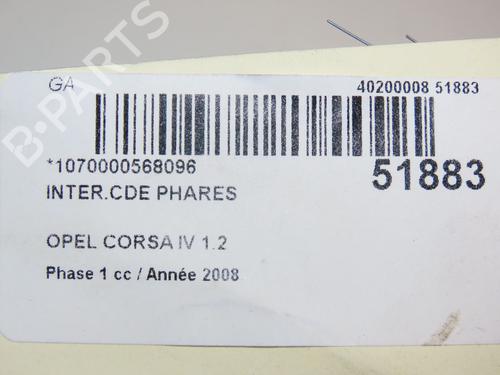 GA
40200008 51883
*1070000568096
51883
INTER.CDE PHARES
OPEL CORSA IV 1.2
Phase 1 cc / Année 2008
B-PARTS